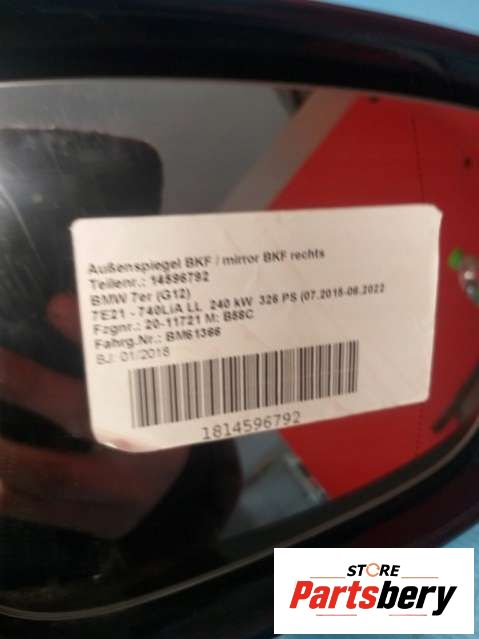 Außenspiegel BKF / mirror BKF rechts
Teilenr.: 14596792
BMW 7er (G12)
7E21 - 740LiA LL 240 kW 326 PS (07.2015-06.2022
Fzgnr.: 20-11721 M: B58C
Fahrg.Nr.: BM61366
BJ: 01/2018
1814596792
STORE
Partsbery